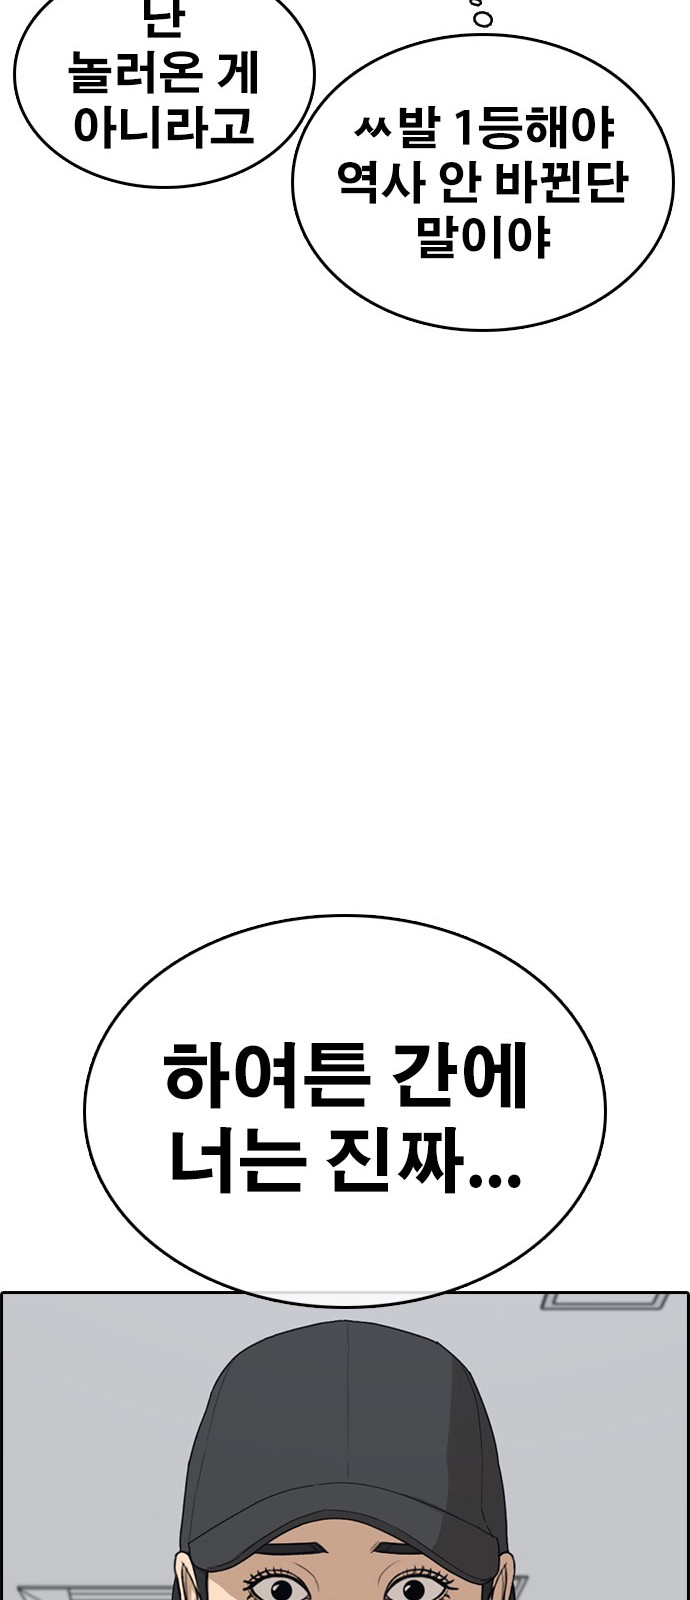 난
놀러온 게
아니라고
ㅆ발 1등해야
역사 안 바뀐단
말이야
하여튼 간에
너는 진짜...